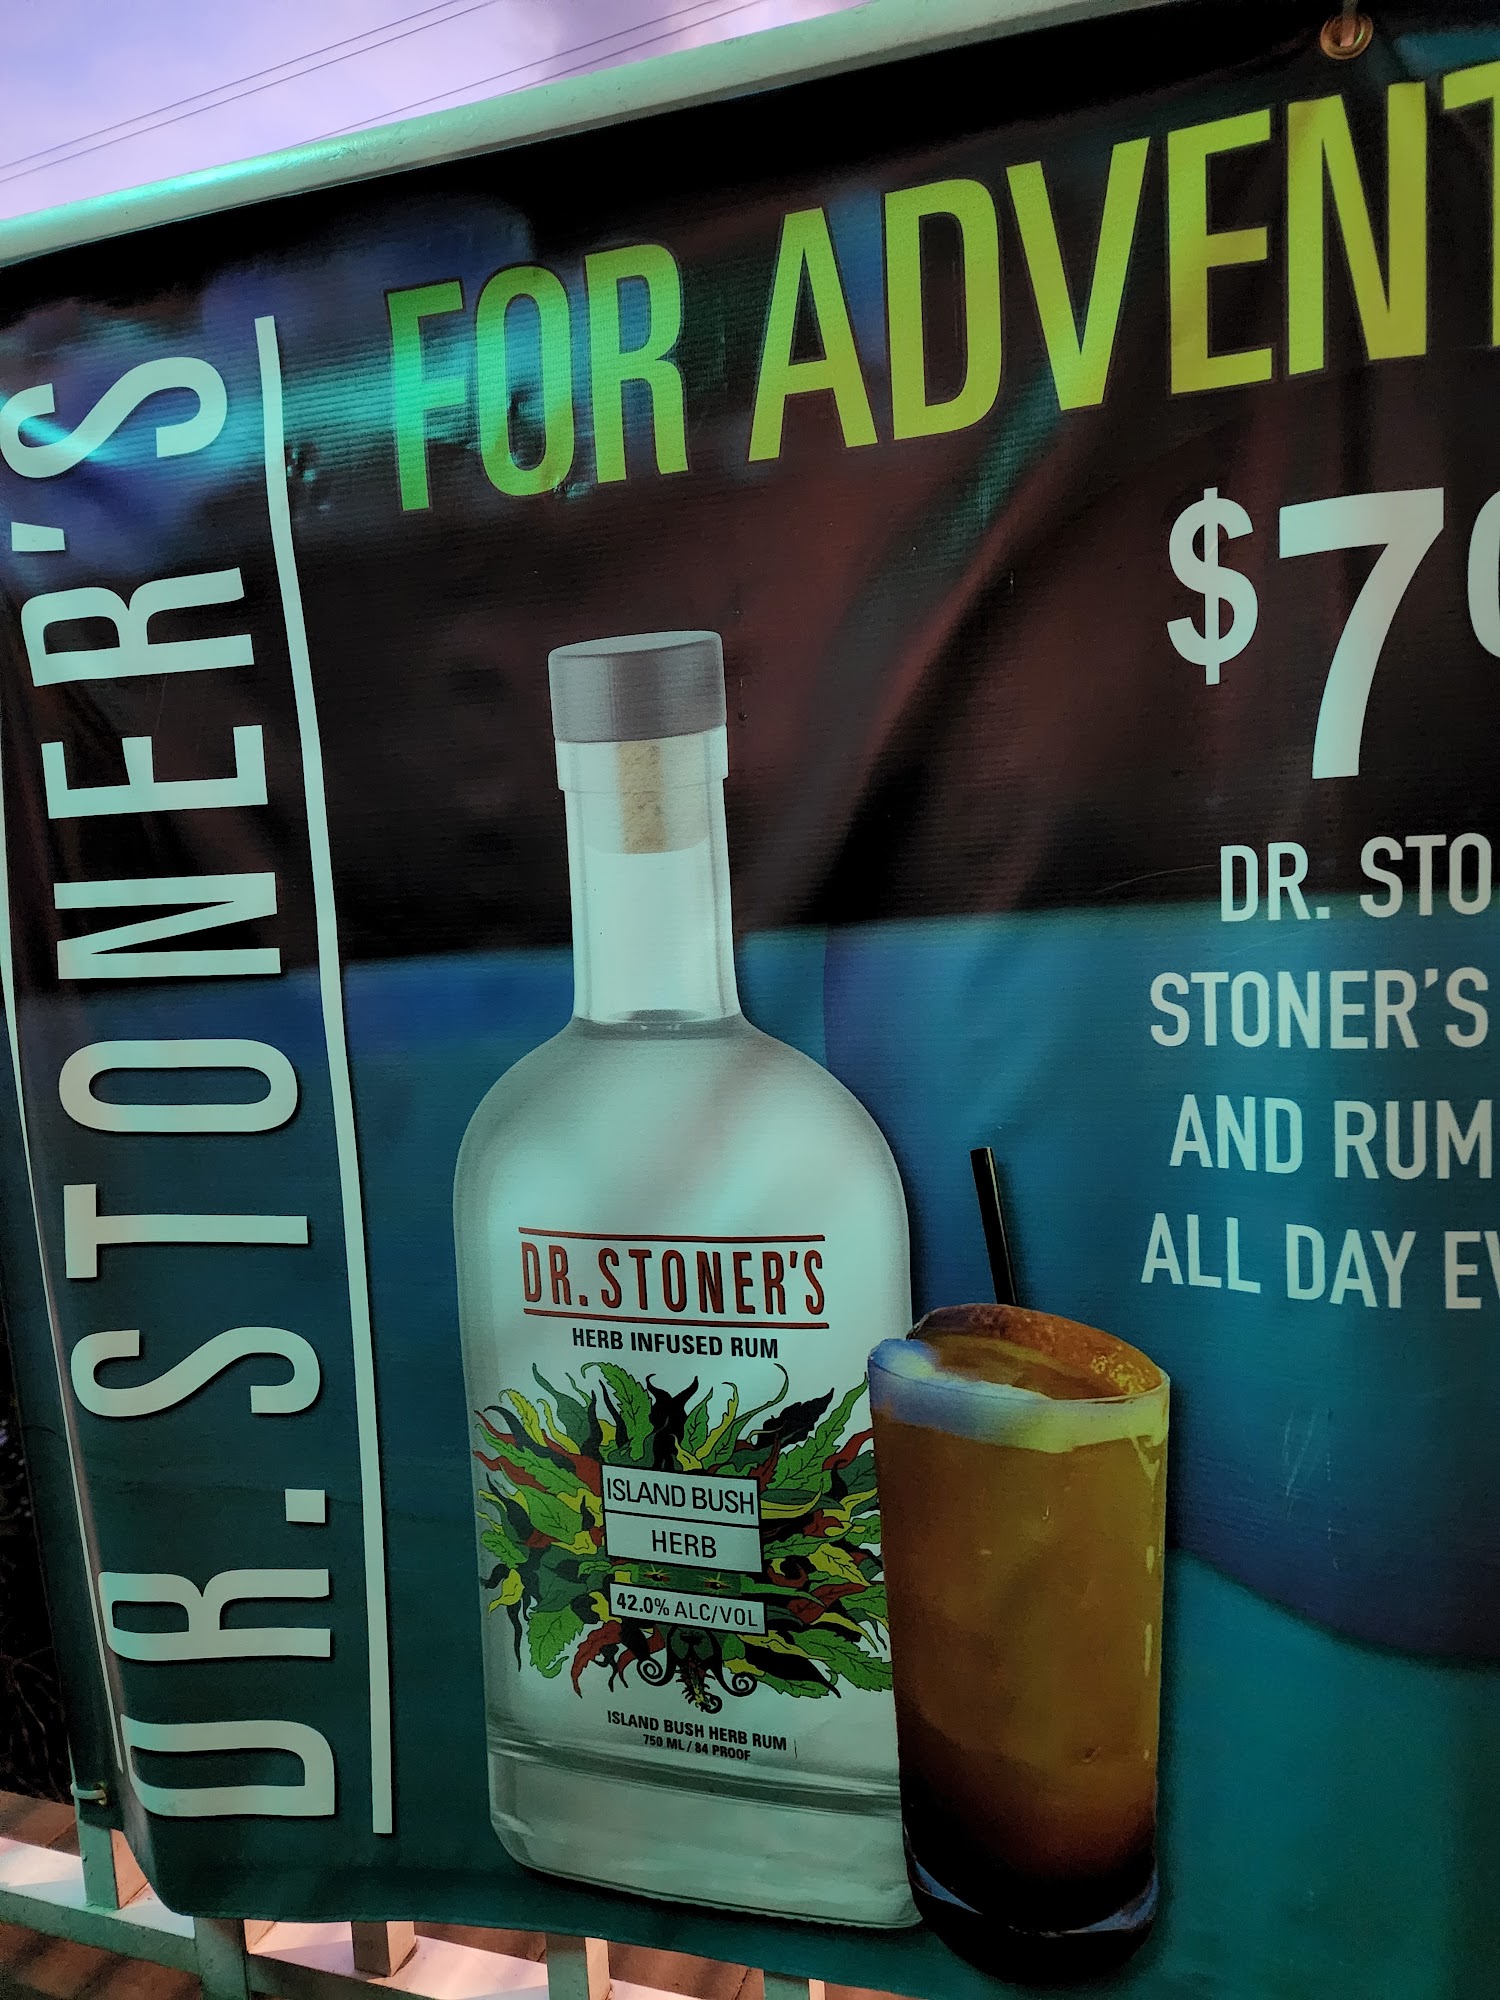 DR. STONER'S
FOR ADVENT
$7
DR. STO
STONER'S
AND RUM
ALL DAY EV
DR. STONER'S
HERB INFUSED RUM
ISLAND BUSH
HERB
42.0% ALC/VOL
ISLAND BUSH HERB RUM
750 ML / 84 PROOF